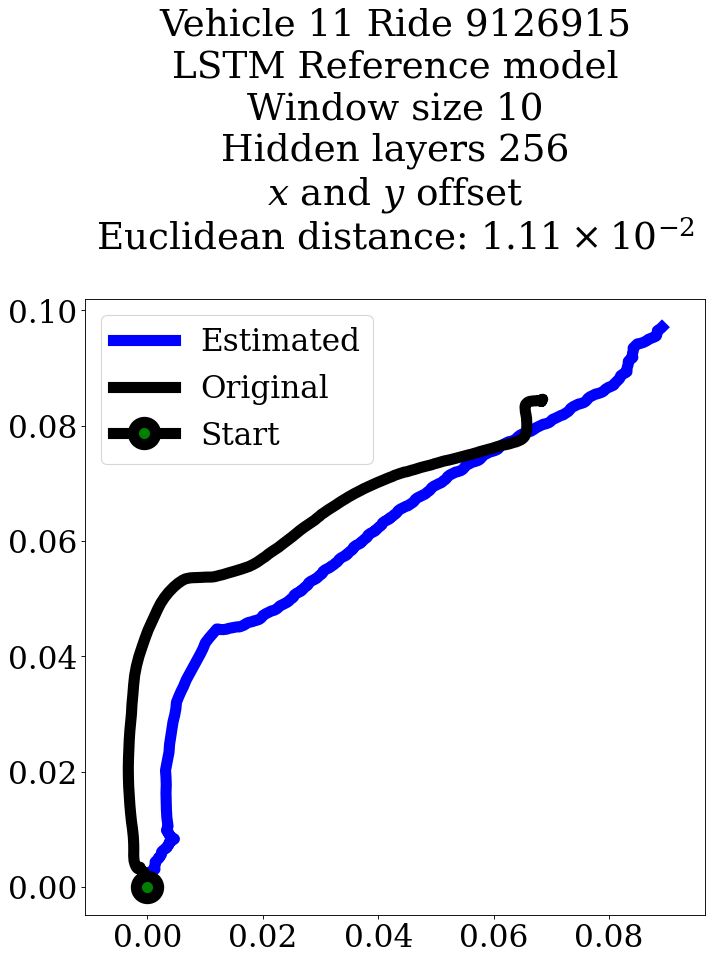 Vehicle 11 Ride 9126915
LSTM Reference model
Window size 10
Hidden layers 256
x and y offset
Euclidean distance: 1.11 × 10⁻²
Estimated
Original
Start
0.10
0.08
0.06
0.04
0.02
0.00
0.00 0.02 0.04 0.06 0.08